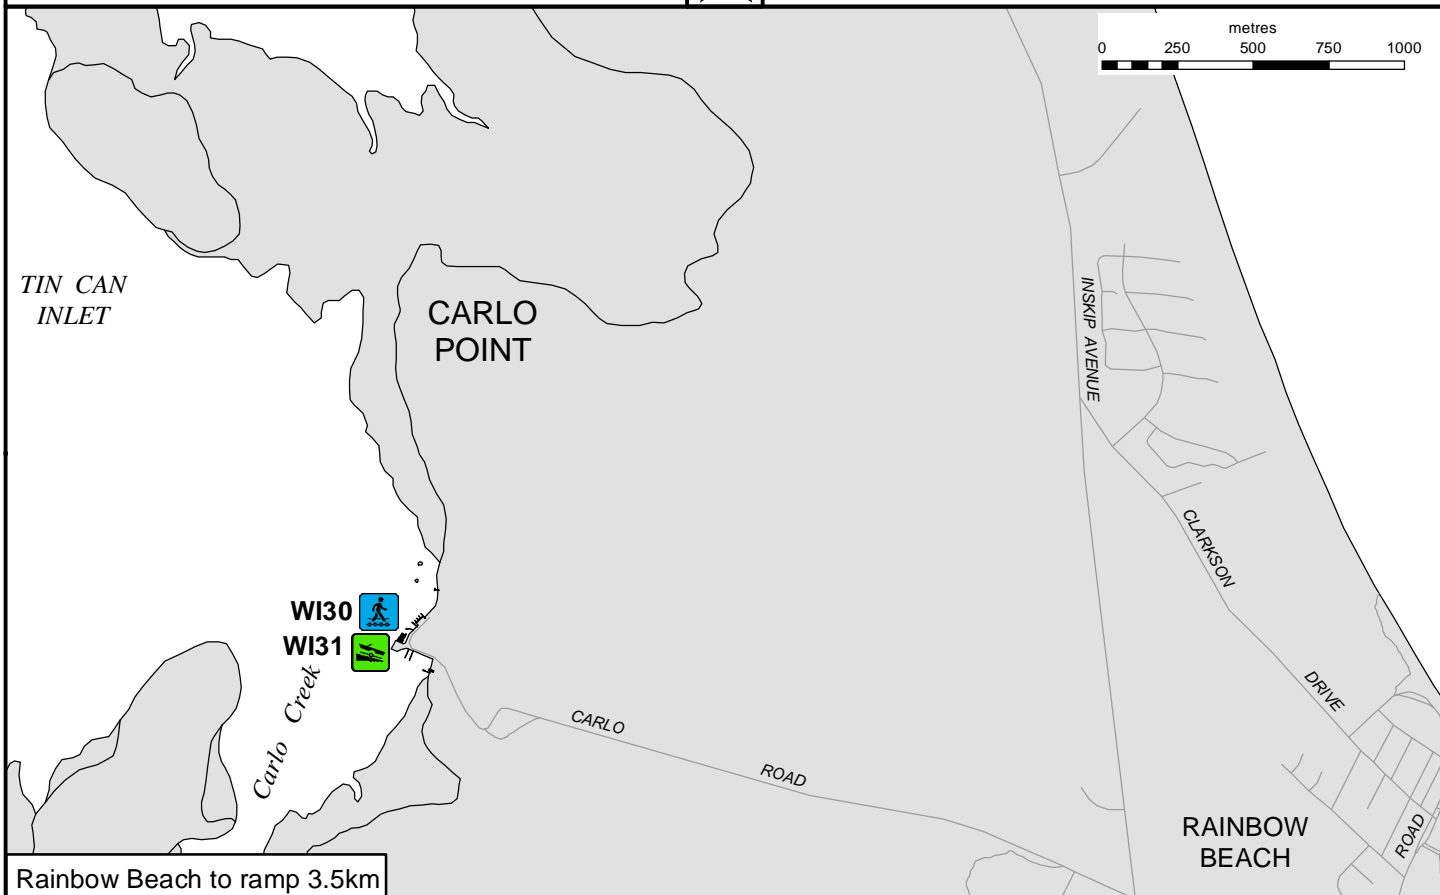 metres
0 250 500 750 1000
TIN CAN
INLET
CARLO
POINT
INSKIP AVENUE
CLARKSON
DRIVE
WI30
WI31
Carlo Creek
CARLO
ROAD
RAINBOW
BEACH
ROAD
Rainbow Beach to ramp 3.5km